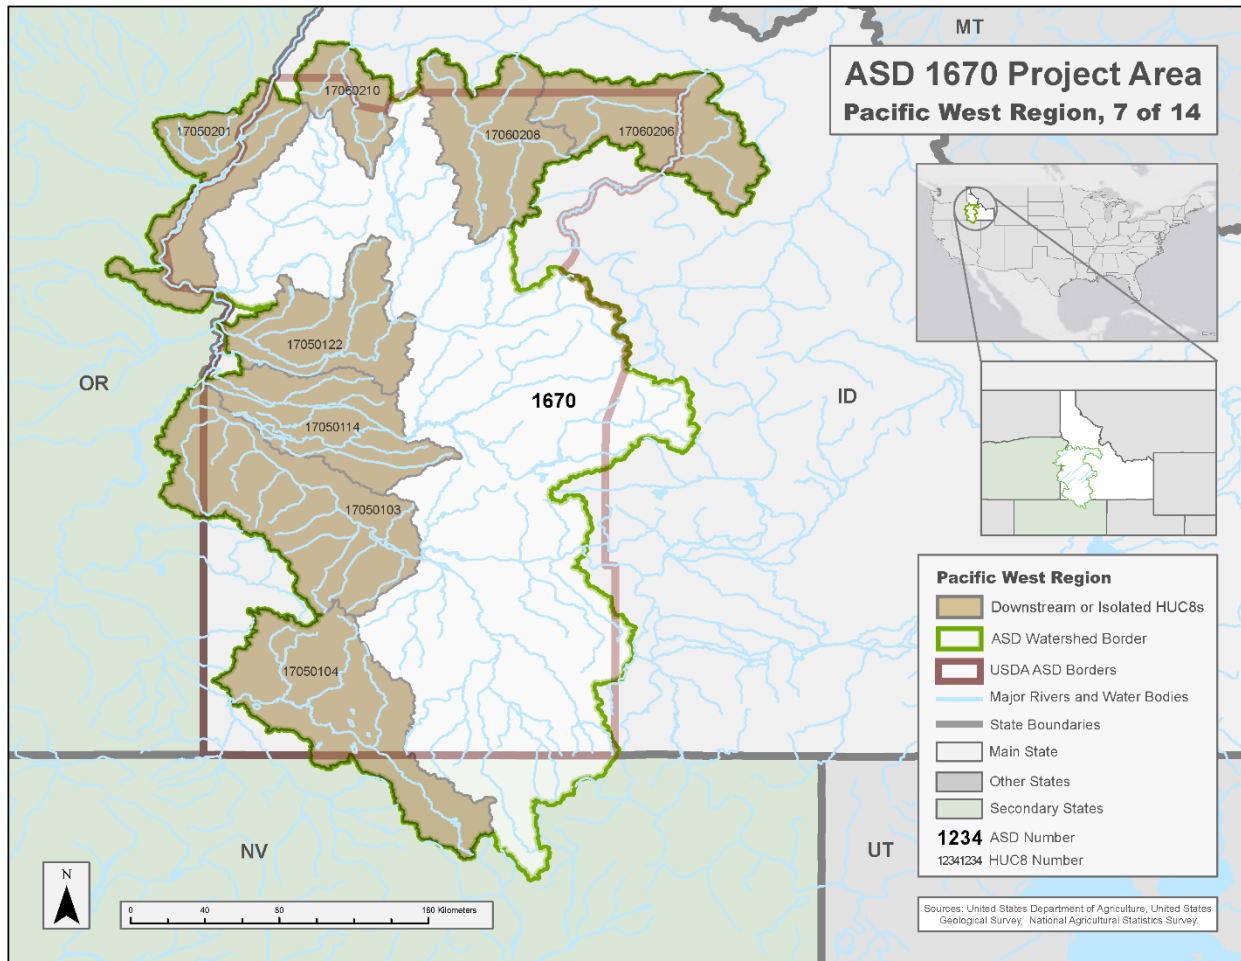 MT
ASD 1670 Project Area
Pacific West Region, 7 of 14
17060210
17050201
17060208
17060206
17050122
OR
1670
ID
17050114
17050103
17050104
NV
UT
Pacific West Region
Downstream or Isolated HUC8s
ASD Watershed Border
USDA ASD Borders
Major Rivers and Water Bodies
State Boundaries
Main State
Other States
Secondary States
1234 ASD Number
12341234 HUC8 Number
N
0 40 80 160 Kilometers
Sources: United States Department of Agriculture, United States
Geological Survey, National Agricultural Statistics Survey.